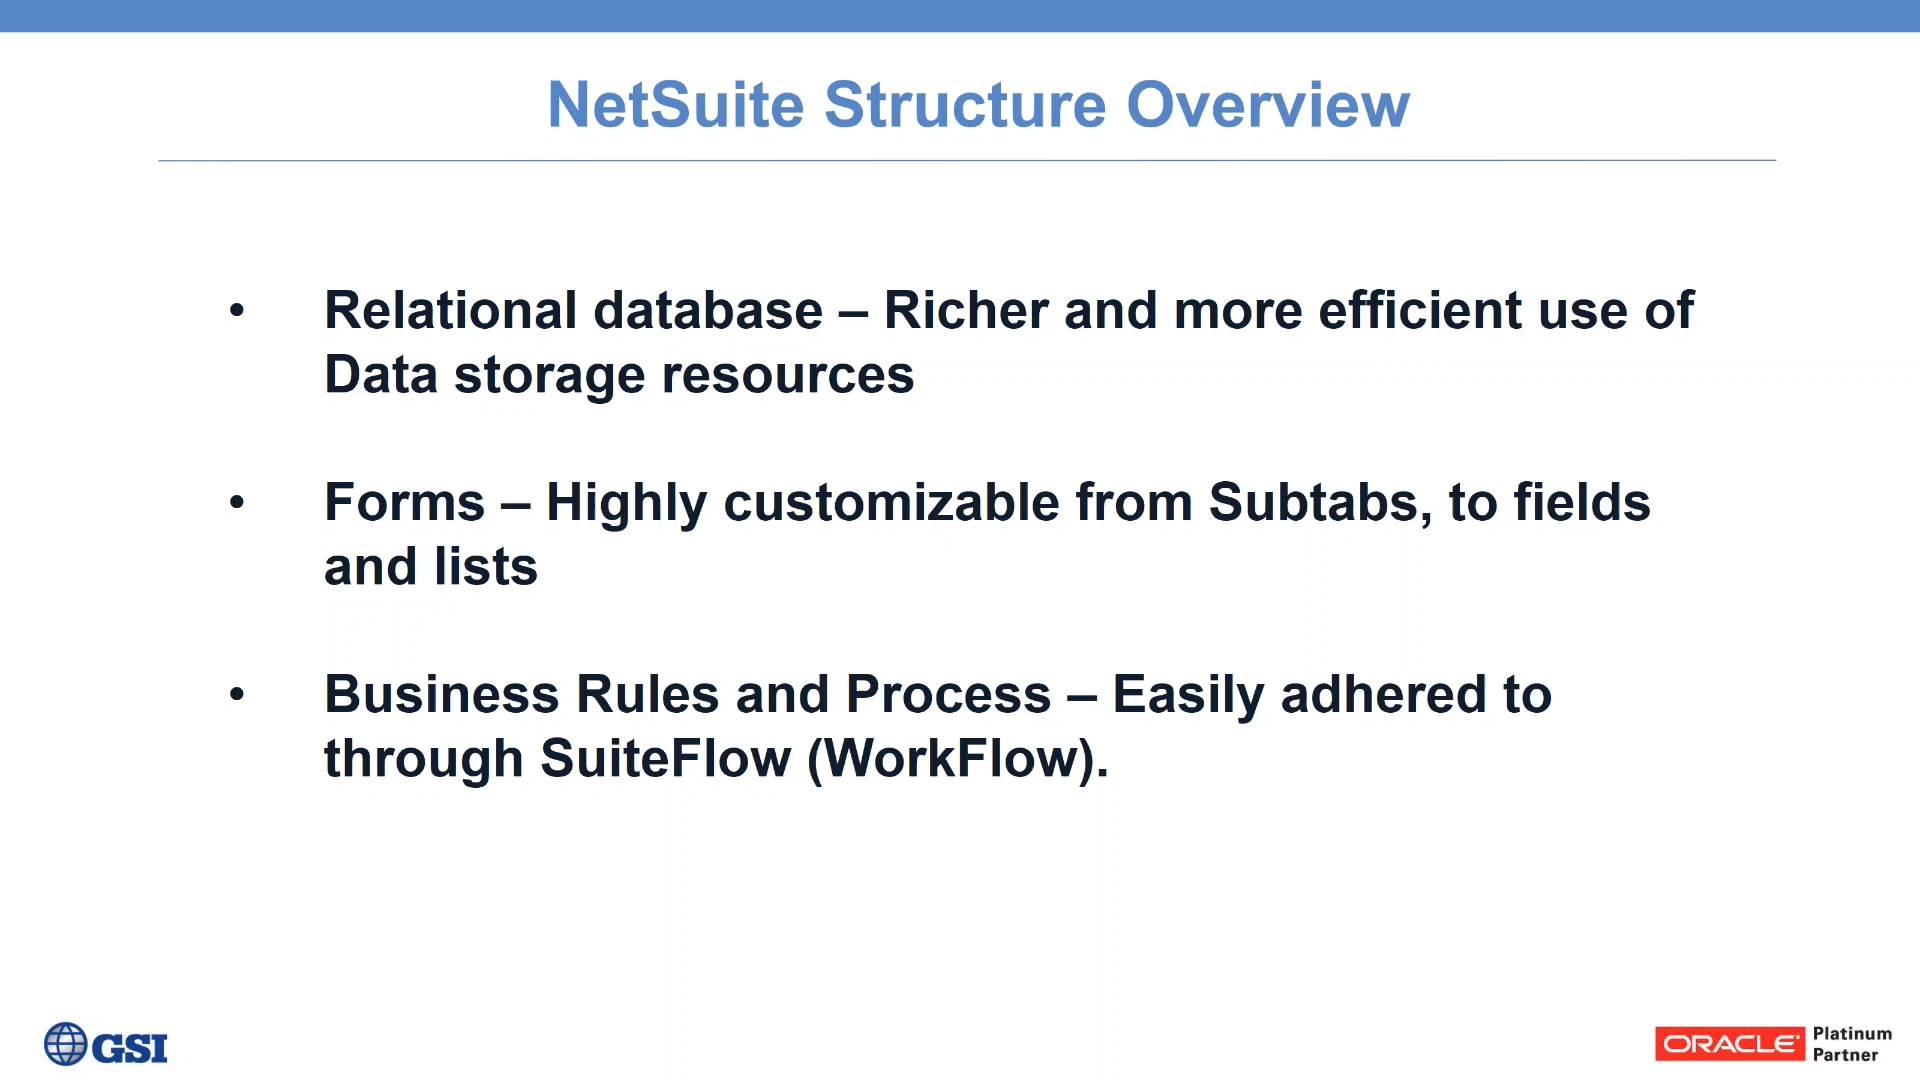 NetSuite Structure Overview
• Relational database – Richer and more efficient use of
Data storage resources
• Forms – Highly customizable from Subtabs, to fields
and lists
• Business Rules and Process – Easily adhered to
through SuiteFlow (WorkFlow).
GSI
ORACLE Platinum
Partner